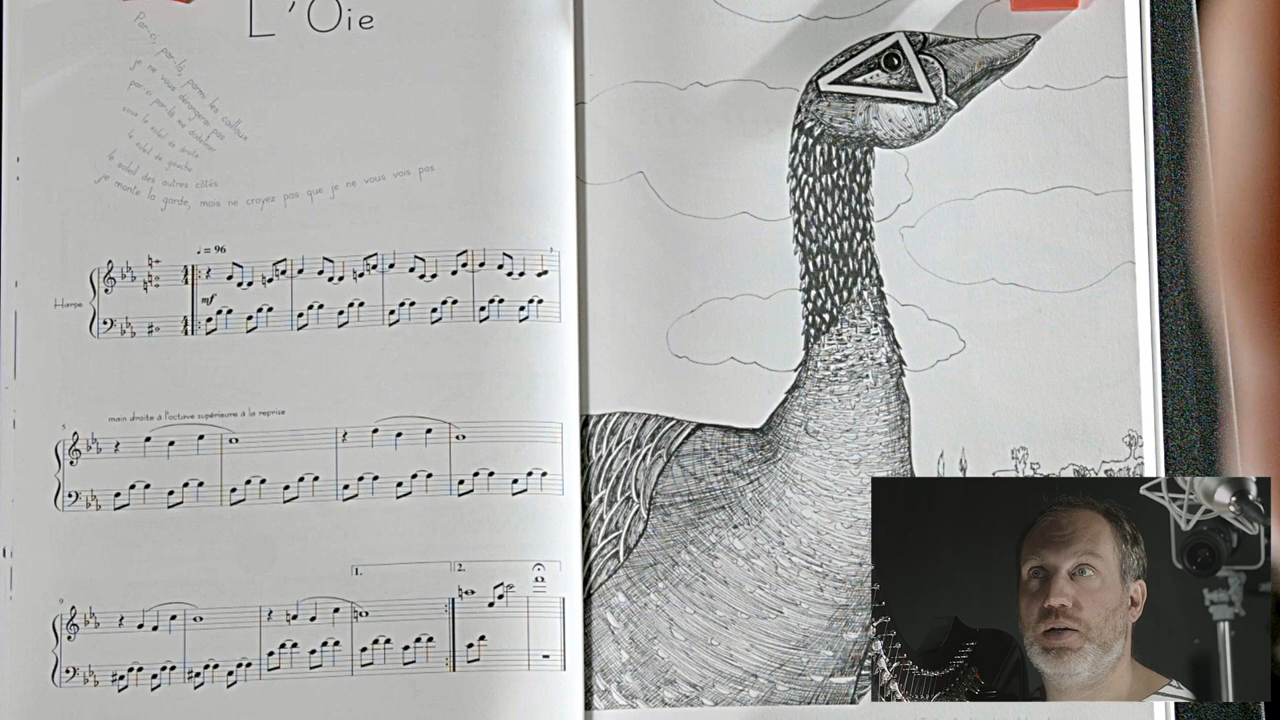 L'Oie
Par-ci, par-là, parmi les cailloux
je ne vous dérangerai pas
par-ci par-là me dodeliner
sous le soleil de droite
le soleil de gauche
le soleil des autres côtés
je monte la garde, mais ne croyez pas que je ne vous vois pas
♩ = 96
3
Harpe
mf
main droite à l'octave supérieure à la reprise
5
9
1.
2.